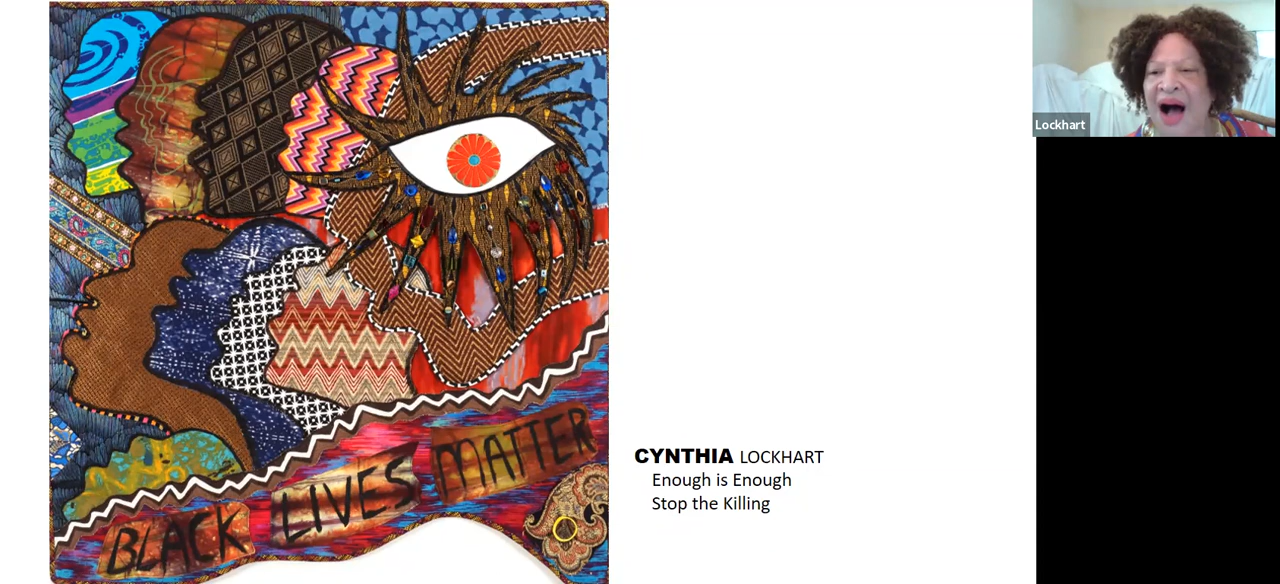 BLACK LIVES MATTER
CYNTHIA LOCKHART
Enough is Enough
Stop the Killing
Lockhart